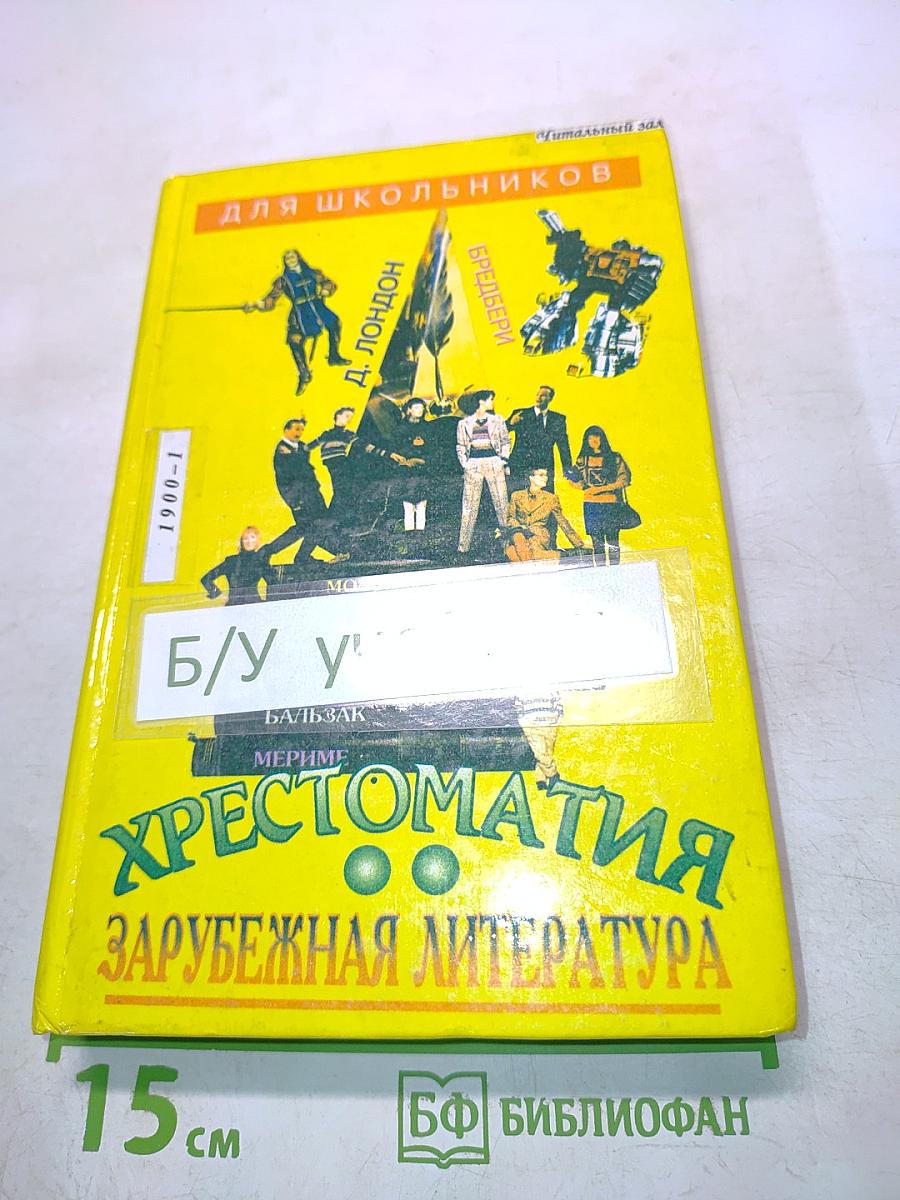 Читальный зал
ДЛЯ ШКОЛЬНИКОВ
Д. ЛОНДОН
БРЕДБЕРИ
1900-1
Б/У
БАЛЬЗАК
МЕРИМЕ
ХРЕСТОМАТИЯ
ЗАРУБЕЖНАЯ ЛИТЕРАТУРА
15 см
БФ БИБЛИОФАН